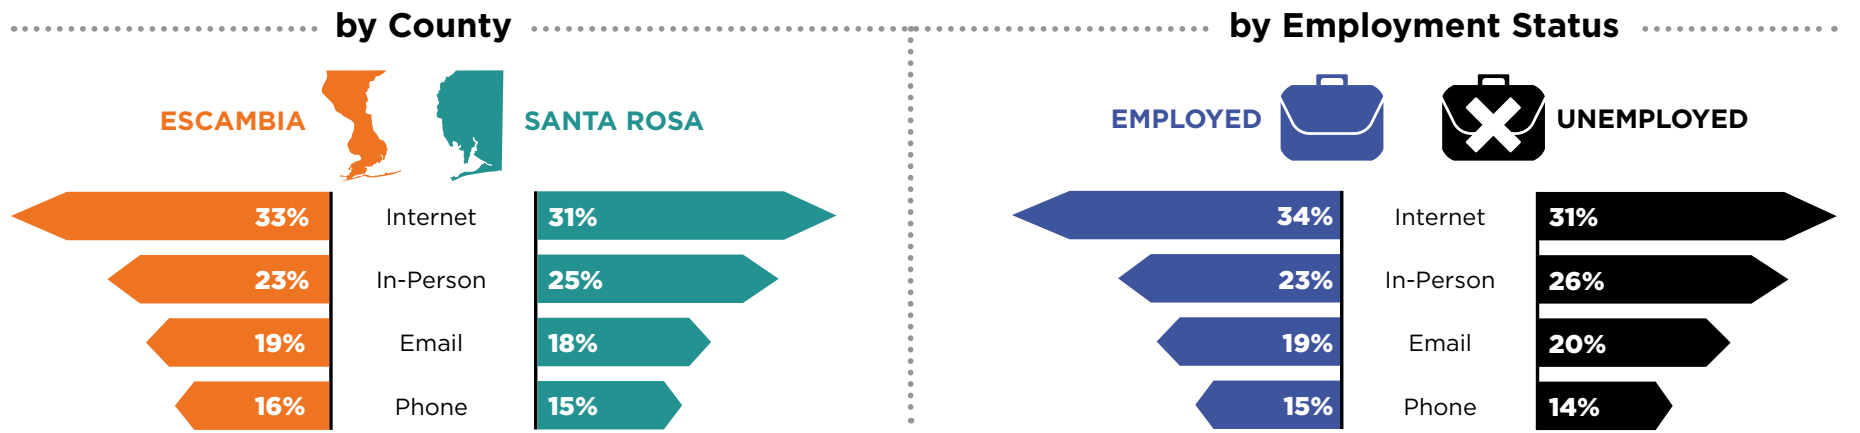 by County
ESCAMBIA
SANTA ROSA
33% Internet 31%
23% In-Person 25%
19% Email 18%
16% Phone 15%
by Employment Status
EMPLOYED
UNEMPLOYED
34% Internet 31%
23% In-Person 26%
19% Email 20%
15% Phone 14%